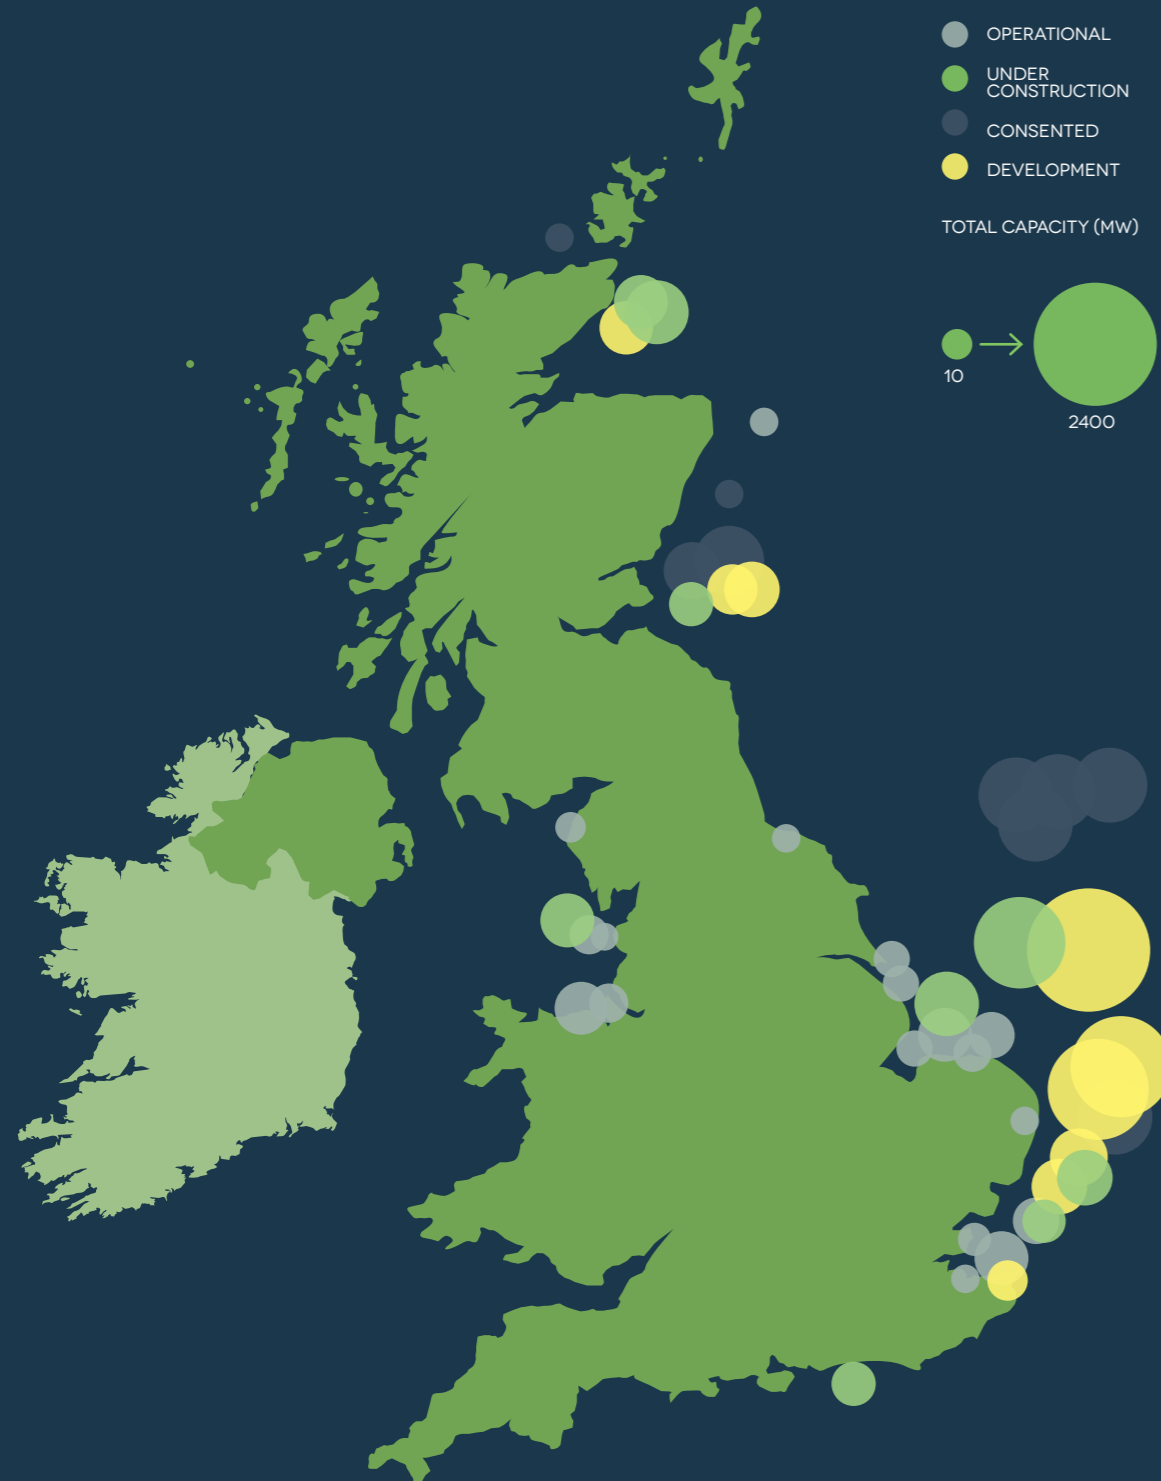 OPERATIONAL
UNDER
CONSTRUCTION
CONSENTED
DEVELOPMENT
TOTAL CAPACITY (MW)
10
2400